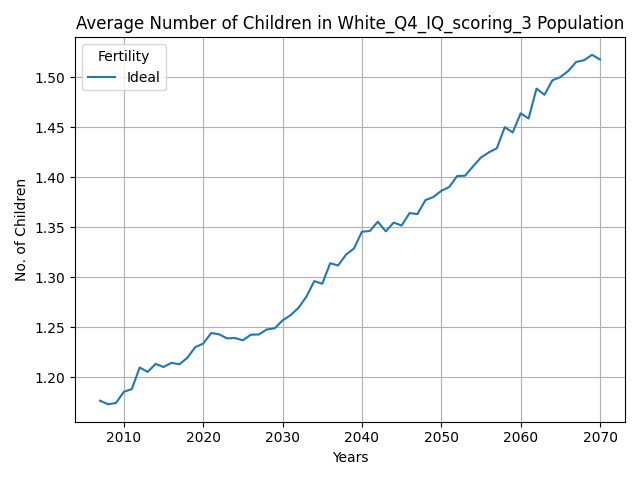 Average Number of Children in White_Q4_IQ_scoring_3 Population
Fertility
Ideal
No. of Children
1.50
1.45
1.40
1.35
1.30
1.25
1.20
2010 2020 2030 2040 2050 2060 2070
Years